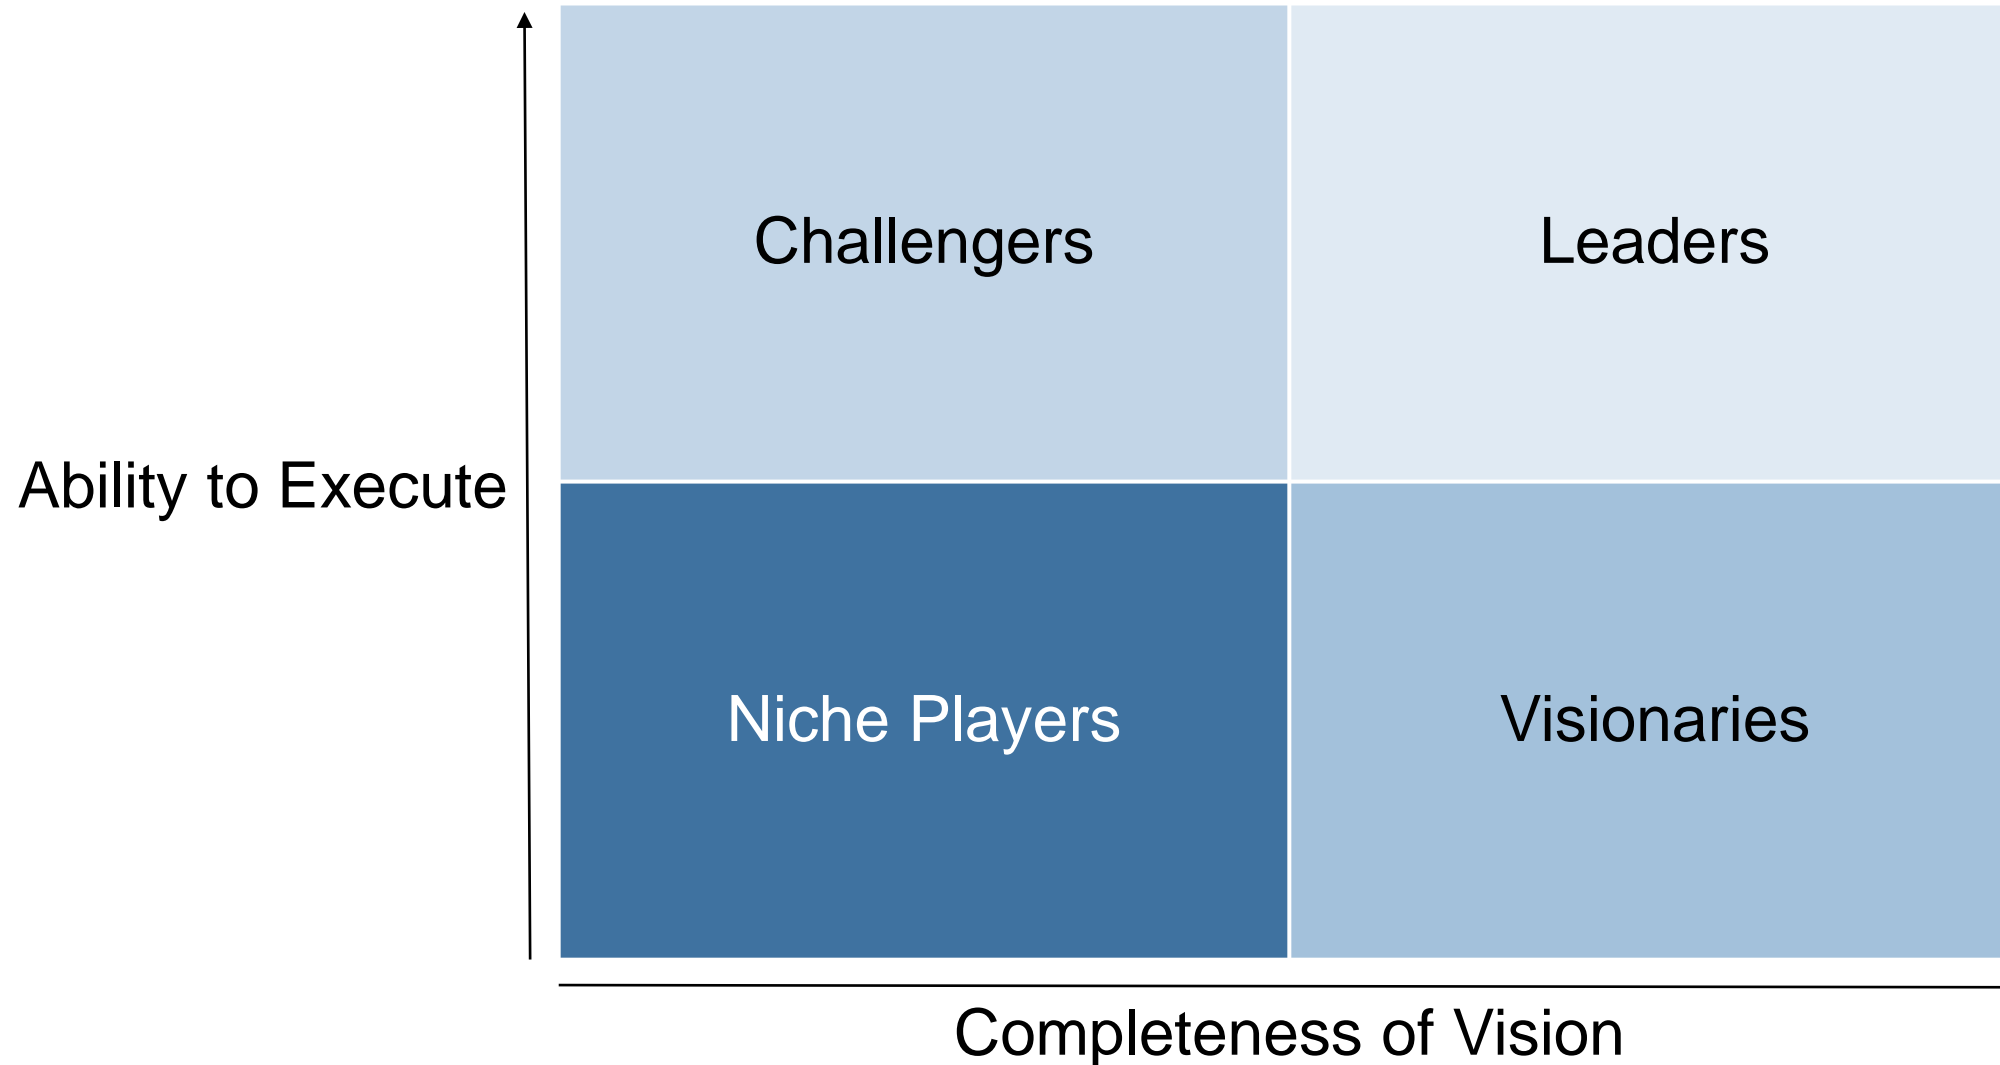 Challengers
Leaders
Ability to Execute
Niche Players
Visionaries
Completeness of Vision